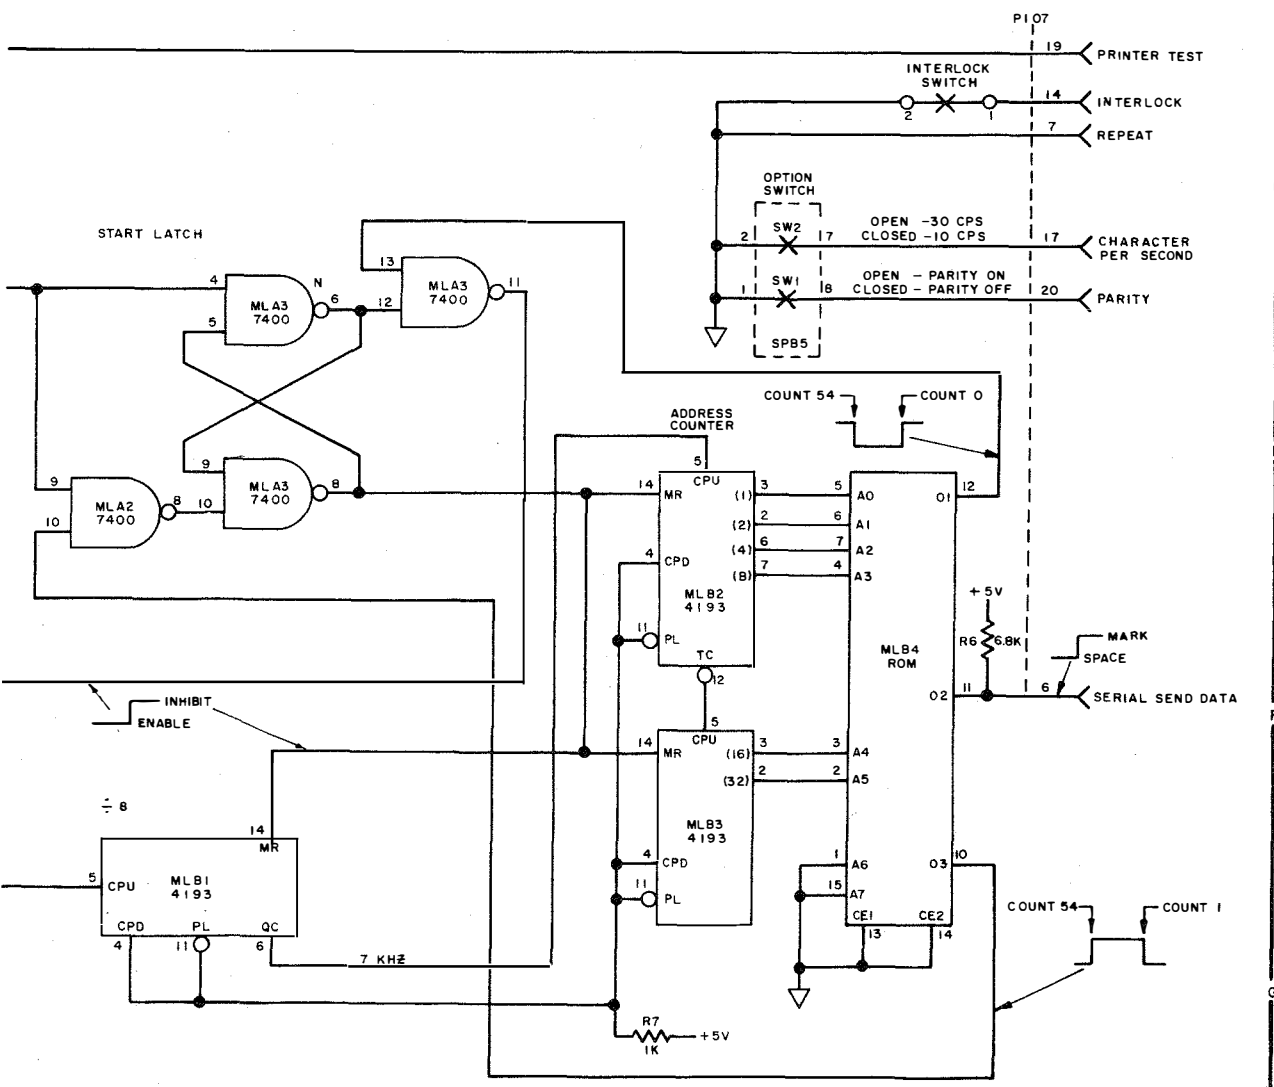 P107
19
PRINTER TEST
INTERLOCK
SWITCH
2
1
14
INTERLOCK
7
REPEAT
OPTION
SWITCH
2
SW2
7
OPEN -30 CPS
CLOSED -10 CPS
17
CHARACTER
PER SECOND
1
SW1
8
OPEN - PARITY ON
CLOSED - PARITY OFF
20
PARITY
SPB5
START LATCH
4
5
MLA3
7400
N
6
13
12
MLA3
7400
11
9
10
MLA2
7400
8
9
10
MLA3
7400
8
COUNT 54
COUNT 0
ADDRESS
COUNTER
5
CPU
14
MR
(1)
3
5
A0
O1
12
(2)
2
6
A1
4
CPD
(4)
6
7
A2
(8)
7
4
A3
MLB2
4193
11
PL
TC
12
MLB4
ROM
+5V
R6
6.8K
MARK
SPACE
O2
11
6
SERIAL SEND DATA
INHIBIT
ENABLE
5
CPU
14
MR
(16)
3
3
A4
(32)
2
2
A5
MLB3
4193
4
CPD
11
PL
1
A6
15
A7
O3
10
CE1
CE2
13
14
÷ 8
14
MR
5
CPU
MLB1
4193
CPD
PL
QC
4
11
6
7 KHZ
COUNT 54
COUNT 1
R7
1K
+5V